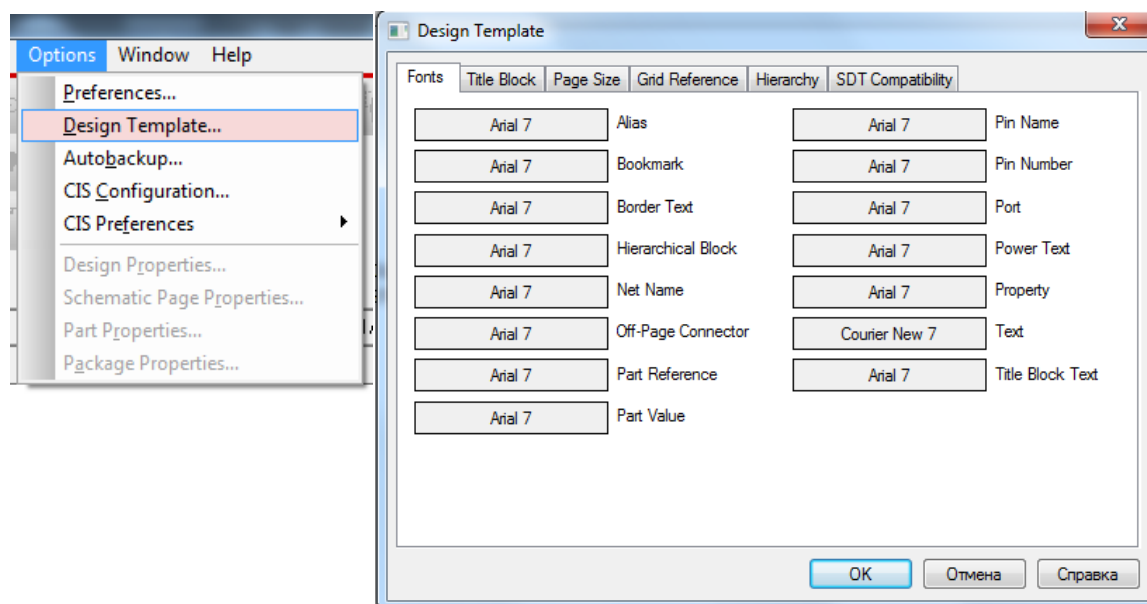 Options Window Help
Preferences...
Design Template...
Autobackup...
CIS Configuration...
CIS Preferences
Design Properties...
Schematic Page Properties...
Part Properties...
Package Properties...
Design Template
Fonts Title Block Page Size Grid Reference Hierarchy SDT Compatibility
Arial 7 Alias Arial 7 Pin Name
Arial 7 Bookmark Arial 7 Pin Number
Arial 7 Border Text Arial 7 Port
Arial 7 Hierarchical Block Arial 7 Power Text
Arial 7 Net Name Arial 7 Property
Arial 7 Off-Page Connector Courier New 7 Text
Arial 7 Part Reference Arial 7 Title Block Text
Arial 7 Part Value
OK Отмена Справка